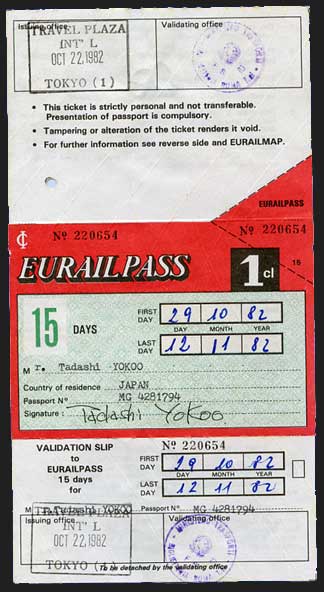 Issuing office
Validating office
TRAVEL PLAZA
INT'L
OCT 22.1982
TOKYO (1)
• This ticket is strictly personal and not transferable.
Presentation of passport is compulsory.
• Tampering or alteration of the ticket renders it void.
• For further information see reverse side and EURAILMAP.
EURAILPASS
Nº 220654
Nº 220654
EURAILPASS
1 cl
15
15 DAYS
FIRST DAY 29 10 82
DAY MONTH YEAR
LAST DAY 12 11 82
M r. Tadashi YOKOO
Country of residence JAPAN
Passport Nº MG 4281794
Signature : Tadashi Yokoo
VALIDATION SLIP
to
EURAILPASS
15 days
for
Nº 220654
FIRST DAY 29 10 82
DAY MONTH YEAR
LAST DAY 12 11 82
M r. Tadashi YOKOO Passport Nº MG 4281794
Issuing office
Validating office
TRAVEL PLAZA
INT'L
OCT 22.1982
TOKYO (1)
To be detached by the validating office